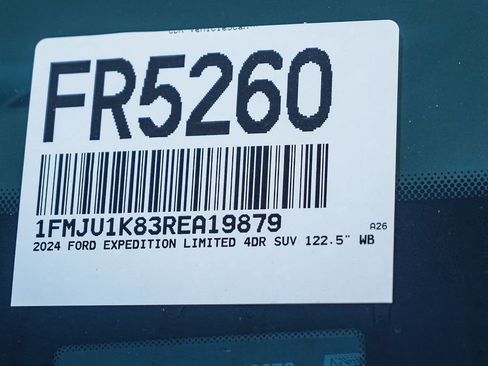 FR5260
1FMJU1K83REA19879
A26
2024 FORD EXPEDITION LIMITED 4DR SUV 122.5" WB